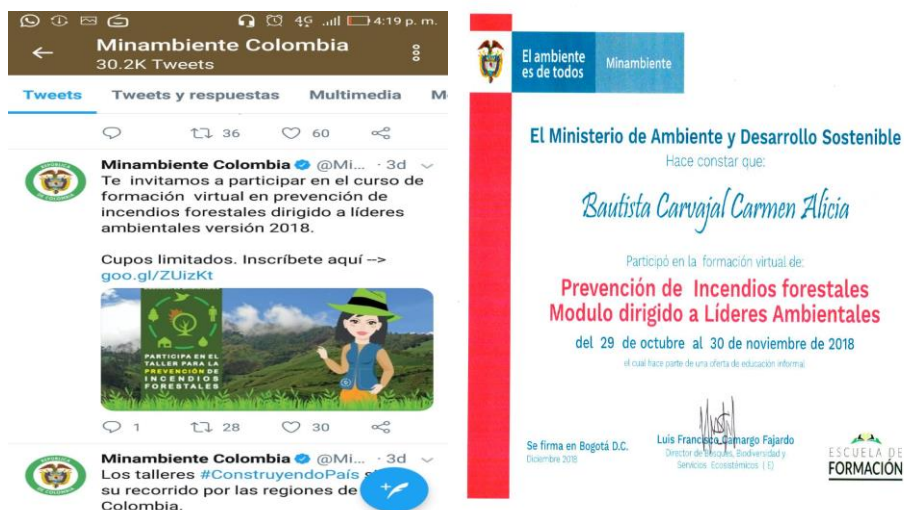 4G 4:19 p. m.
Minambiente Colombia
30.2K Tweets
Tweets Tweets y respuestas Multimedia M
36 60
Minambiente Colombia @Mi... · 3d
Te invitamos a participar en el curso de
formación virtual en prevención de
incendios forestales dirigido a líderes
ambientales versión 2018.
Cupos limitados. Inscríbete aquí -->
goo.gl/ZUizKt
PARTICIPA EN EL
TALLER PARA LA
PREVENCIÓN DE
INCENDIOS
FORESTALES
1 28 30
Minambiente Colombia @Mi... · 3d
Los talleres #ConstruyendoPaís
su recorrido por las regiones de
Colombia.
El ambiente
es de todos
Minambiente
El Ministerio de Ambiente y Desarrollo Sostenible
Hace constar que:
Bautista Carvajal Carmen Alicia
Participó en la formación virtual de:
Prevención de Incendios forestales
Modulo dirigido a Líderes Ambientales
del 29 de octubre al 30 de noviembre de 2018
el cual hace parte de una oferta de educación informal.
Se firma en Bogotá D.C.
Diciembre 2018
Luis Francisco Camargo Fajardo
Director de Bosques, Biodiversidad y
Servicios Ecosistémicos ( E)
ESCUELA DE
FORMACIÓN